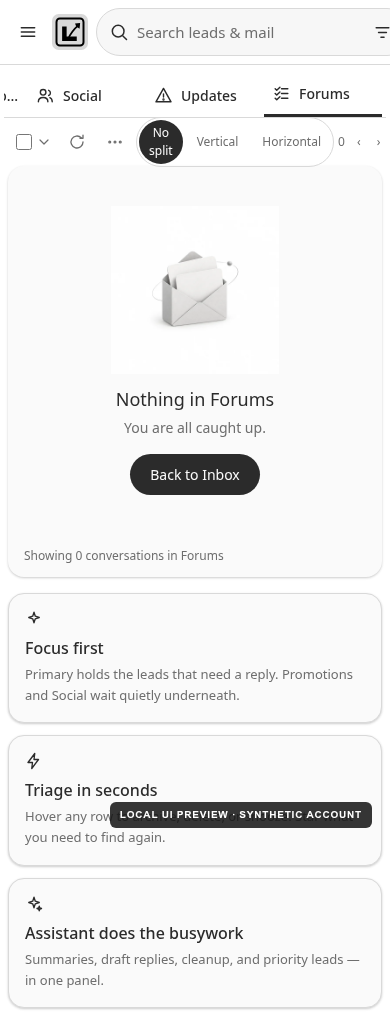 Search leads & mail
Social
Updates
Forums
No split
Vertical
Horizontal
0
Nothing in Forums
You are all caught up.
Back to Inbox
Showing 0 conversations in Forums
Focus first
Primary holds the leads that need a reply. Promotions
and Social wait quietly underneath.
Triage in seconds
Hover any row
LOCAL UI PREVIEW · SYNTHETIC ACCOUNT
you need to find again.
Assistant does the busywork
Summaries, draft replies, cleanup, and priority leads —
in one panel.